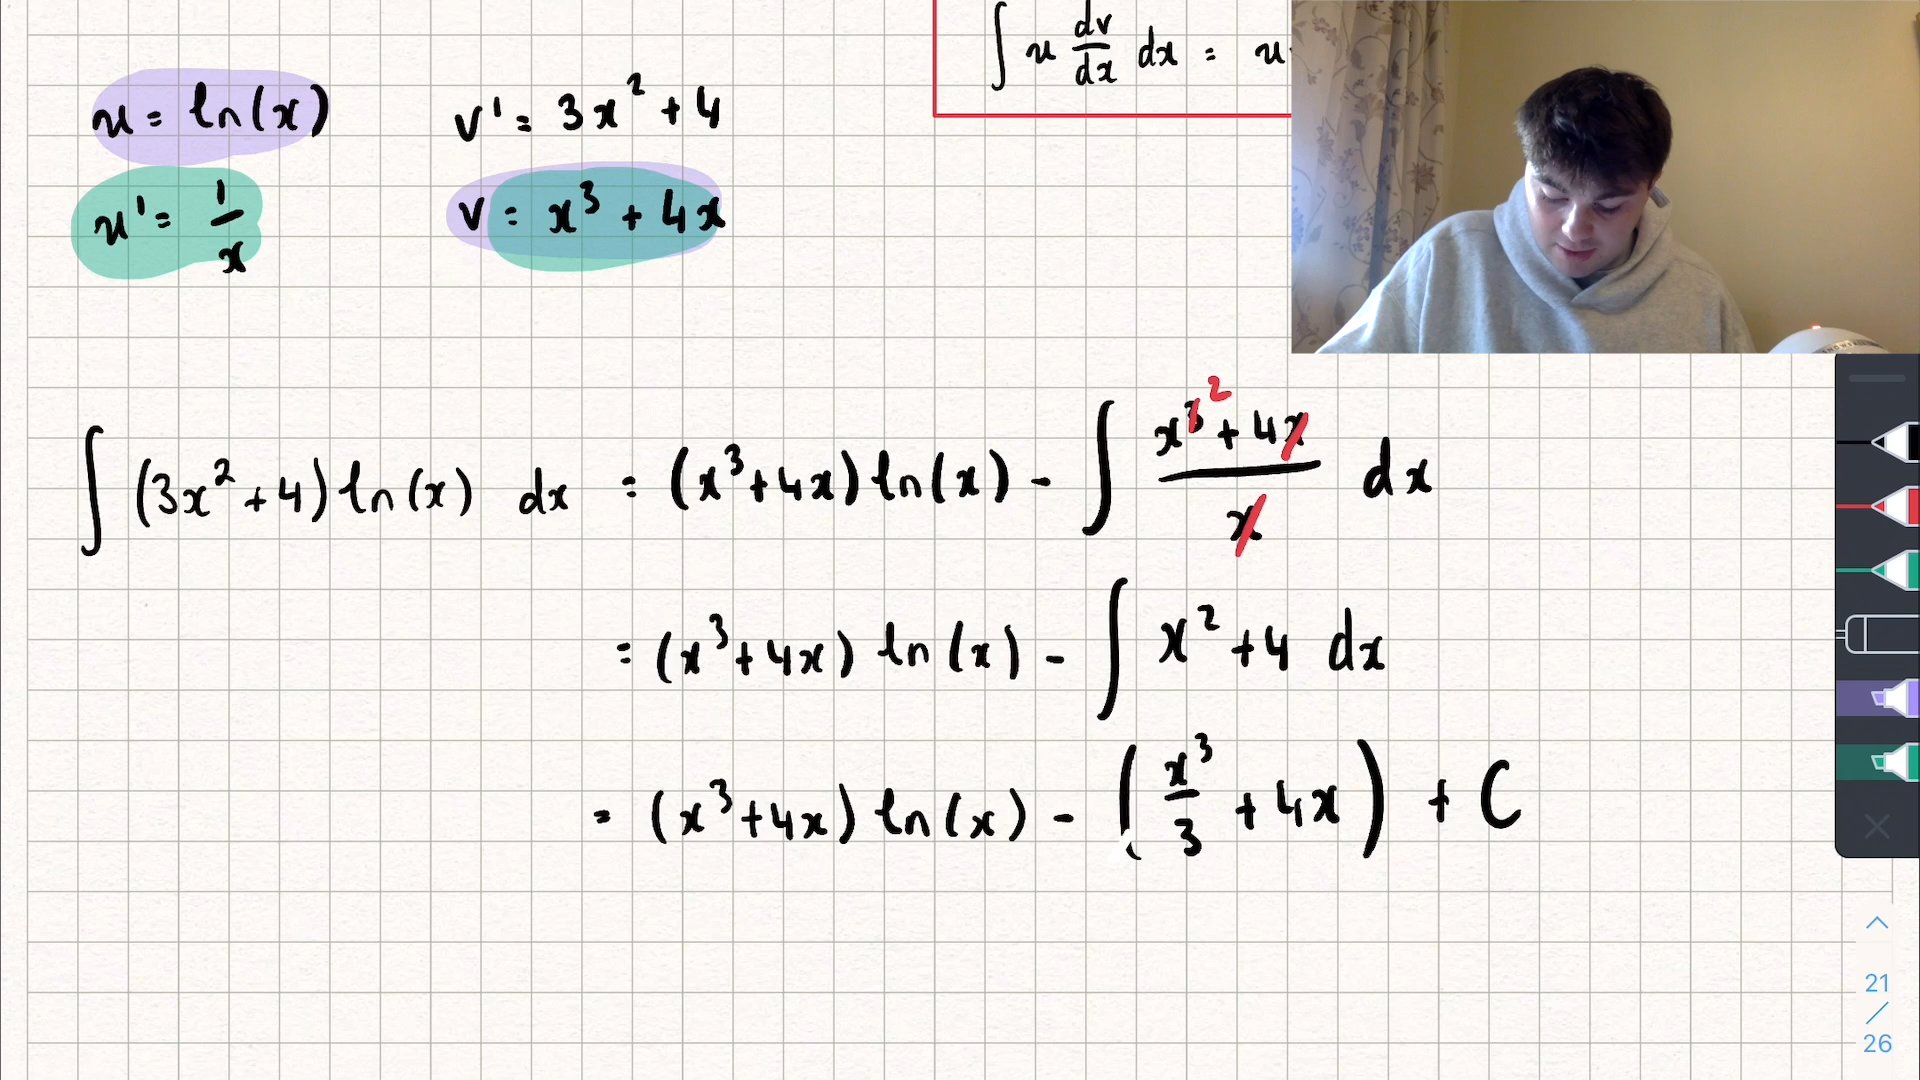 ∫ u dv/dx dx = u
u = ln(x)    v' = 3x² + 4
u' = 1/x    v = x³ + 4x
∫ (3x² + 4) ln(x) dx = (x³ + 4x) ln(x) - ∫ (x³ ² + 4x)/x dx
= (x³ + 4x) ln(x) - ∫ x² + 4 dx
= (x³ + 4x) ln(x) - (x³/3 + 4x) + C
21
/
26